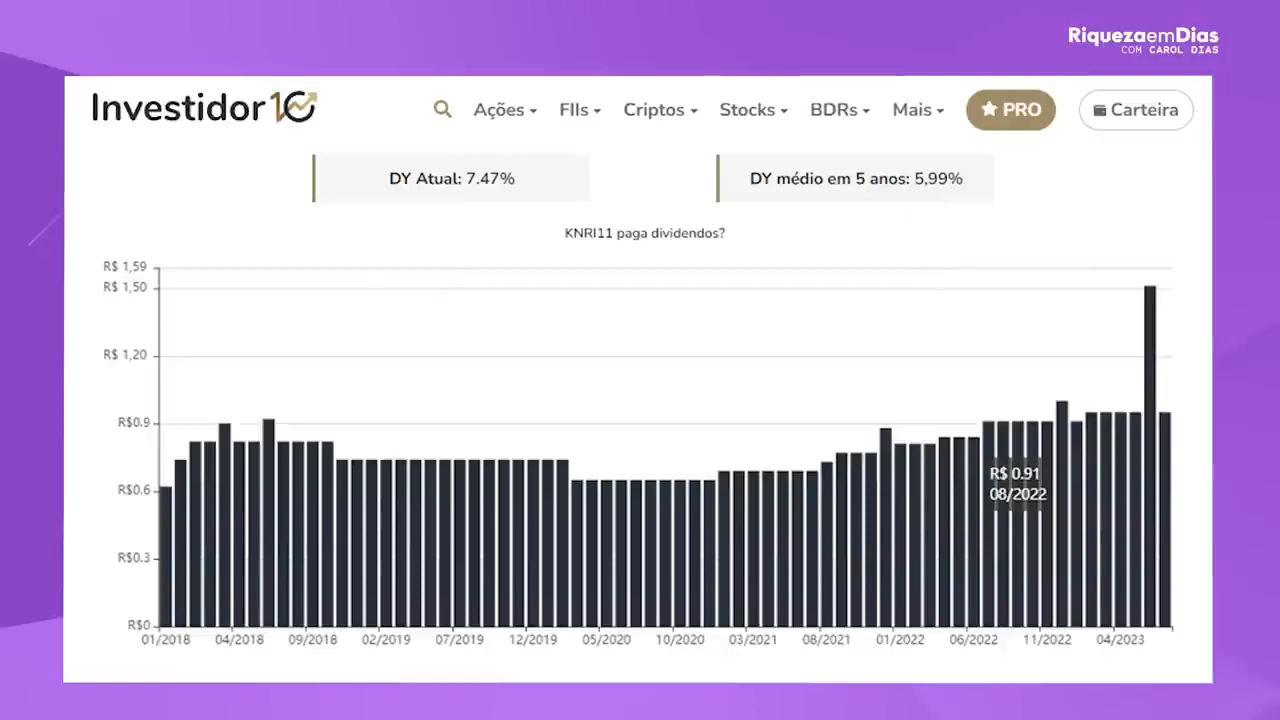 RiquezaemDias
COM CAROL DIAS
Investidor 10
Ações
FIIs
Criptos
Stocks
BDRs
Mais
PRO
Carteira
DY Atual: 7.47%
DY médio em 5 anos: 5,99%
KNRI11 paga dividendos?
R$ 1,59
R$ 1,50
R$ 1,20
R$0.9
R$0.6
R$0.3
R$0
R$ 0.91
08/2022
01/2018
04/2018
09/2018
02/2019
07/2019
12/2019
05/2020
10/2020
03/2021
08/2021
01/2022
06/2022
11/2022
04/2023